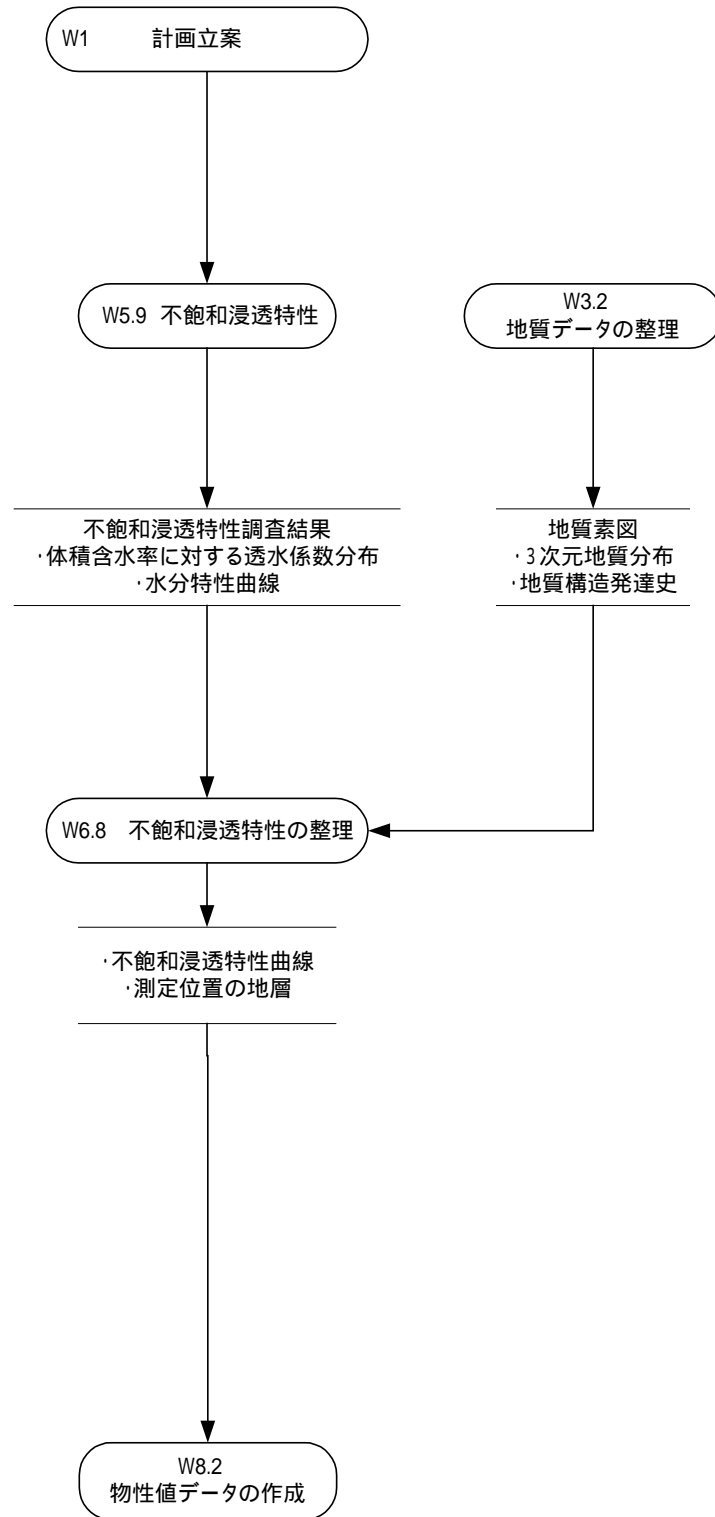 W1 計画立案
W5.9 不飽和浸透特性
W3.2
地質データの整理
不飽和浸透特性調査結果
・体積含水率に対する透水係数分布
・水分特性曲線
地質素図
・3次元地質分布
・地質構造発達史
W6.8 不飽和浸透特性の整理
・不飽和浸透特性曲線
・測定位置の地層
W8.2
物性値データの作成